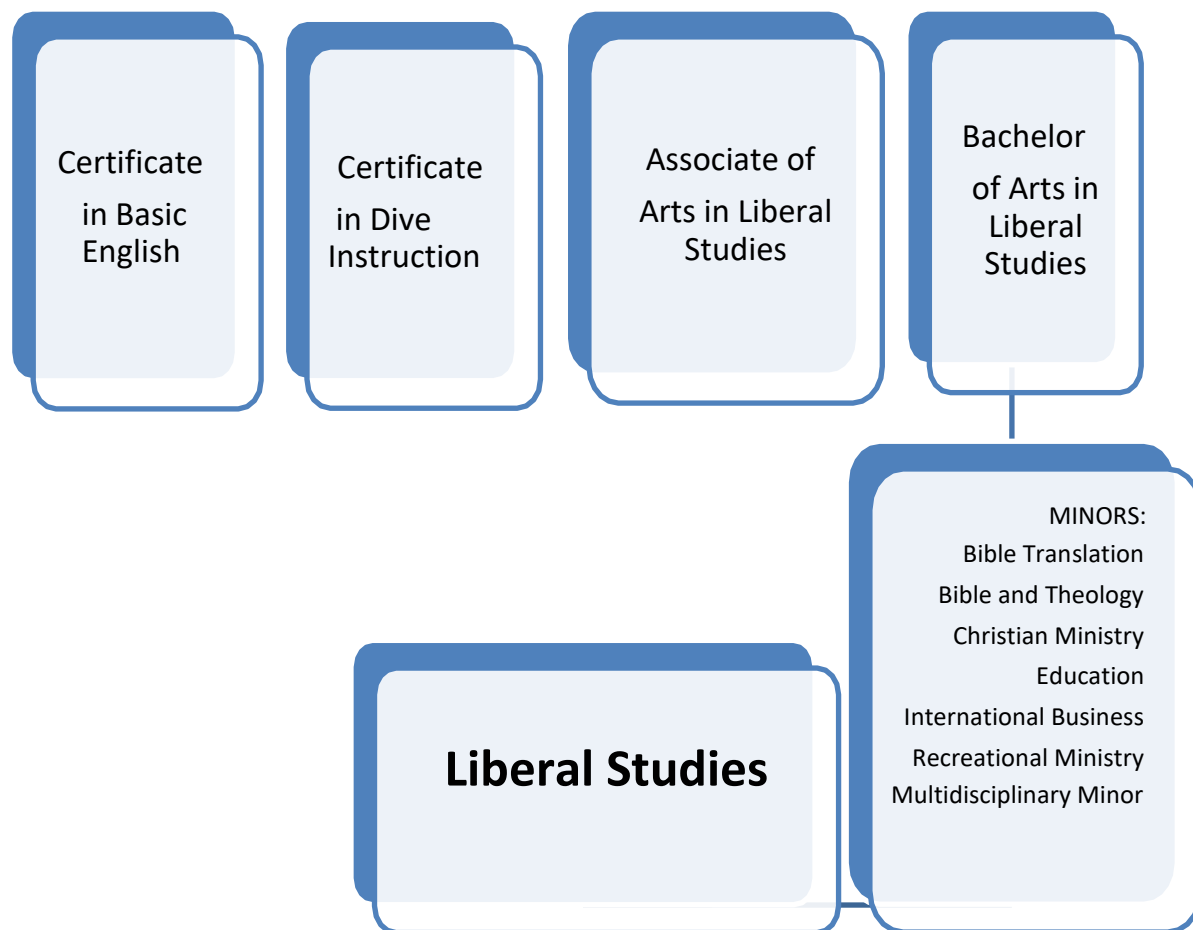 Certificate
in Basic
English
Certificate
in Dive
Instruction
Associate of
Arts in Liberal
Studies
Bachelor
of Arts in
Liberal
Studies
MINORS:
Bible Translation
Bible and Theology
Christian Ministry
Education
International Business
Recreational Ministry
Multidisciplinary Minor
Liberal Studies